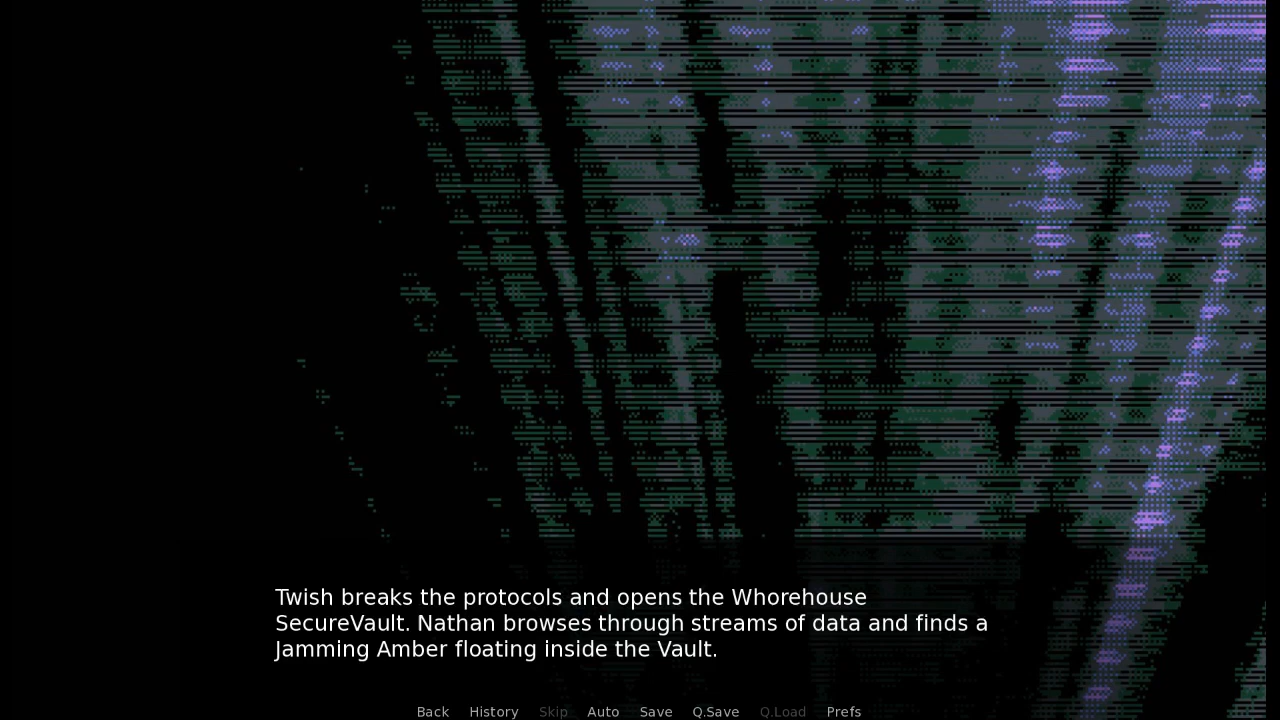 Twish breaks the protocols and opens the Whorehouse
SecureVault. Nathan browses through streams of data and finds a
Jamming Amber floating inside the Vault.
Back History Skip Auto Save Q.Save Q.Load Prefs